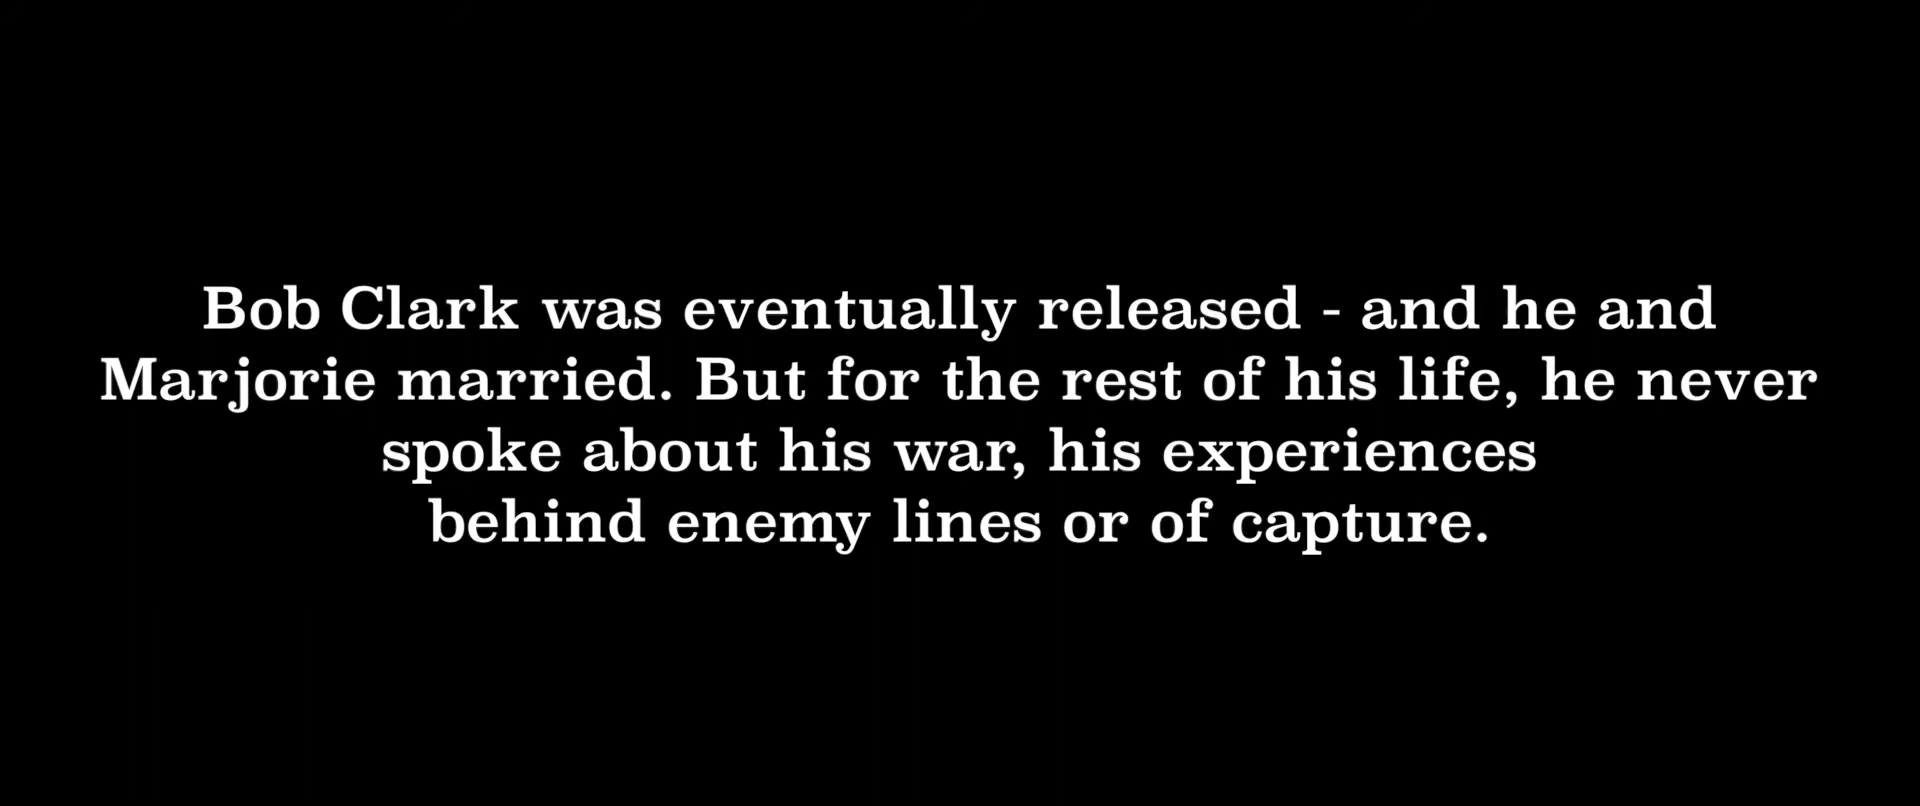 Bob Clark was eventually released - and he and
Marjorie married. But for the rest of his life, he never
spoke about his war, his experiences
behind enemy lines or of capture.